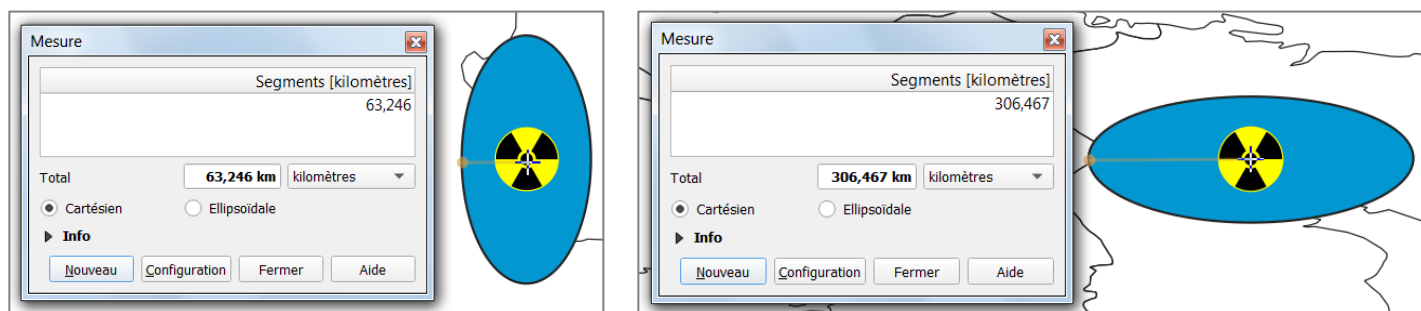 Mesure
Segments [kilomètres]
63,246
Total 63,246 km kilomètres
Cartésien Ellipsoïdale
Info
Nouveau Configuration Fermer Aide
Mesure
Segments [kilomètres]
306,467
Total 306,467 km kilomètres
Cartésien Ellipsoïdale
Info
Nouveau Configuration Fermer Aide